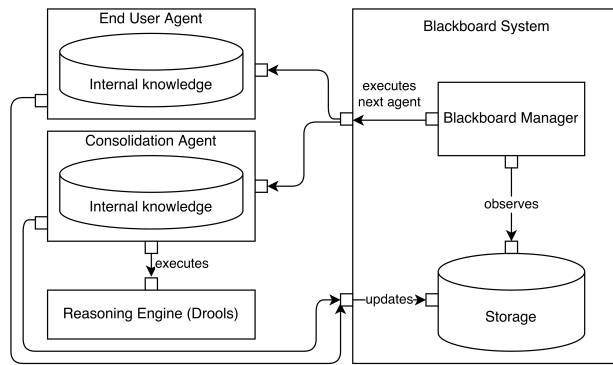 End User Agent
Internal knowledge
Consolidation Agent
Internal knowledge
executes
Reasoning Engine (Drools)
Blackboard System
executes
next agent
Blackboard Manager
observes
updates
Storage